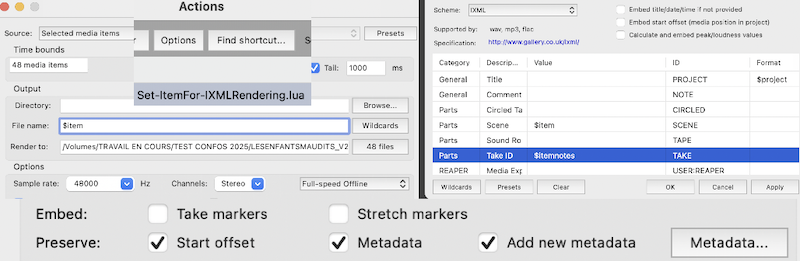 Actions
Source: Selected media items
Presets
r Options Find shortcut... S
Time bounds
48 media items
Tail: 1000 ms
Set-ItemFor-IXMLRendering.lua
Output
Directory:
Browse...
File name: $item
Wildcards
Render to: /Volumes/TRAVAIL EN COURS/TEST CONFOS 2025/LESENFANTSMAUDITS_V2
48 files
Options
Sample rate: 48000 Hz Channels: Stereo Full-speed Offline
Scheme: IXML
Embed title/date/time if not provided
Embed start offset (media position in project)
Calculate and embed peak/loudness values
Supported by: wav, mp3, flac
Specification: http://www.gallery.co.uk/ixml/
Category Descrip... Value ID Format
General Title PROJECT $project
General Comment NOTE
Parts Circled Ta CIRCLED
Parts Scene $item SCENE
Parts Sound Ro TAPE
Parts Take ID $itemnotes TAKE
REAPER Media Exp USER:REAPER
Wildcards Presets Clear OK Cancel Apply
Embed: Take markers Stretch markers
Preserve: Start offset Metadata Add new metadata Metadata...